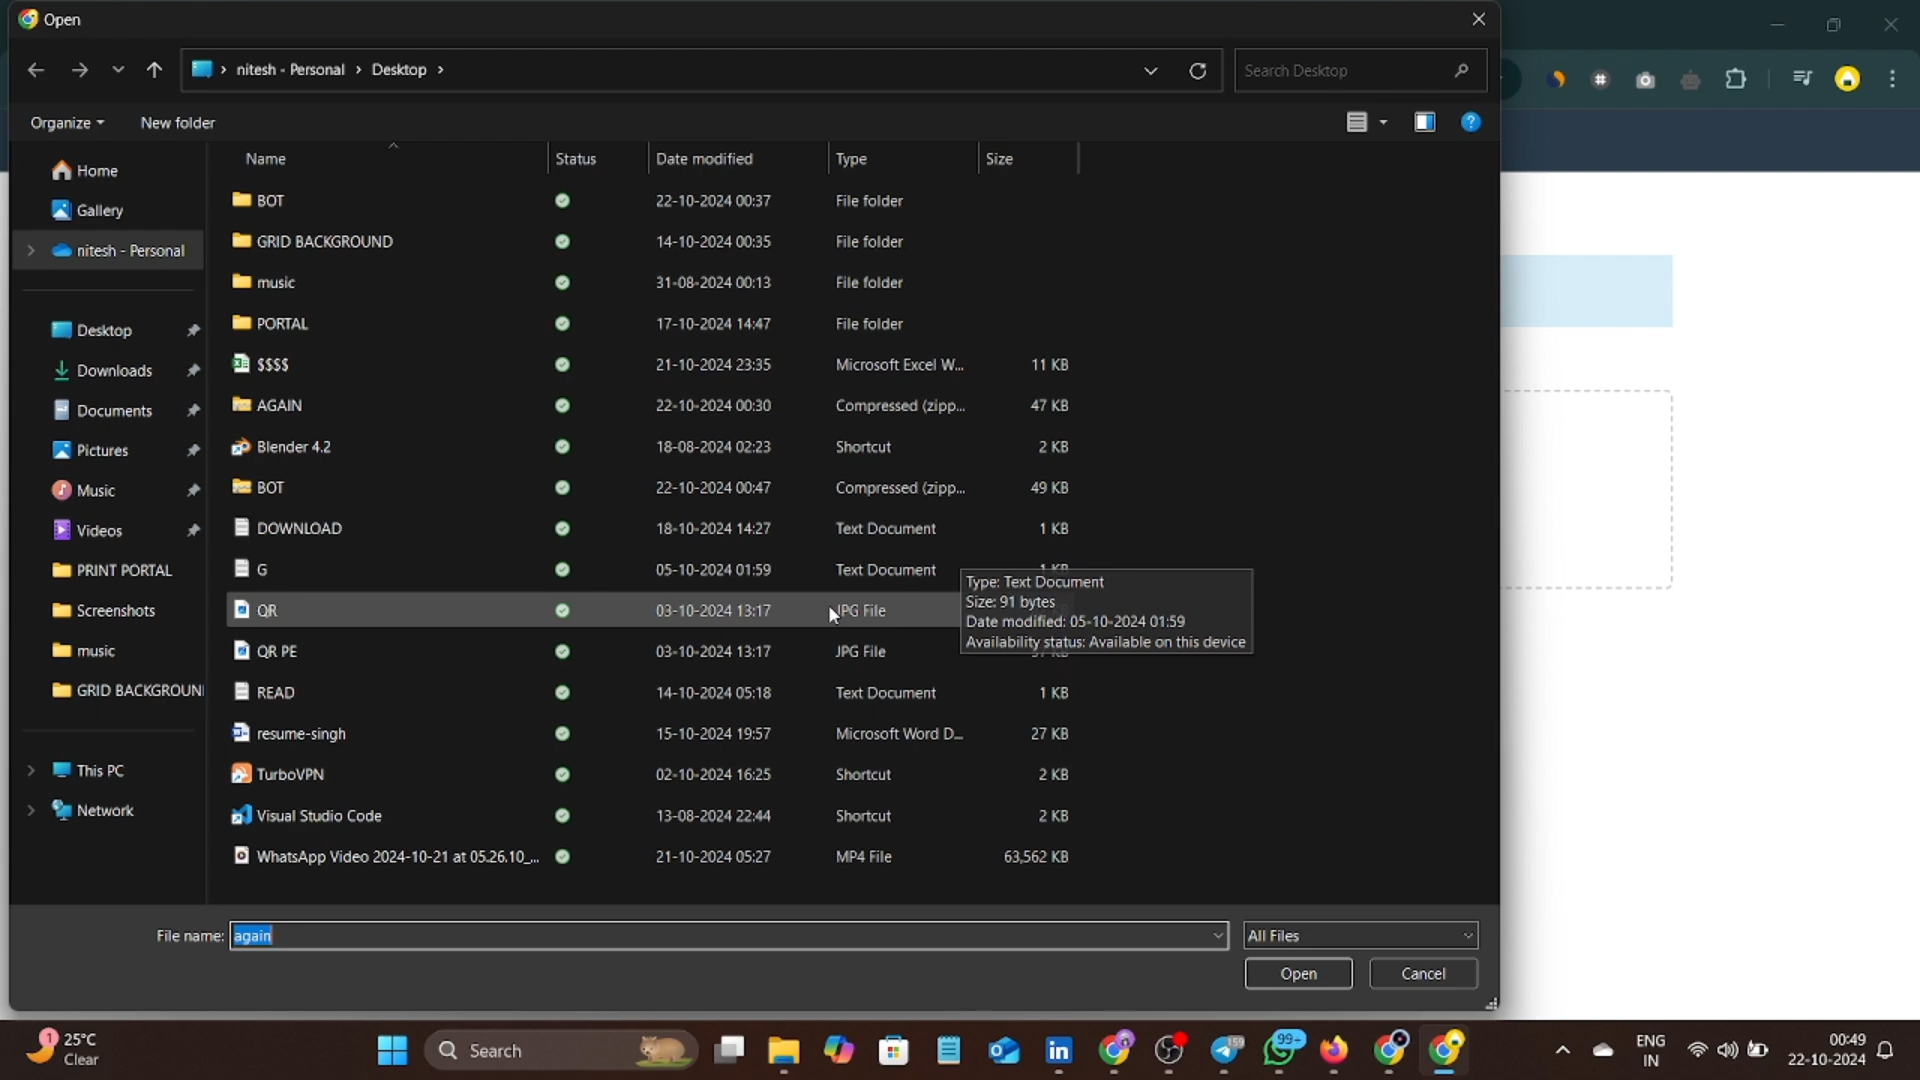 Open
nitesh - Personal > Desktop >
Search Desktop
Organize
New folder
Name Status Date modified Type Size
Home
Gallery
nitesh - Personal
Desktop
Downloads
Documents
Pictures
Music
Videos
PRINT PORTAL
Screenshots
music
GRID BACKGROUN
This PC
Network
BOT 22-10-2024 00:37 File folder
GRID BACKGROUND 14-10-2024 00:35 File folder
music 31-08-2024 00:13 File folder
PORTAL 17-10-2024 14:47 File folder
$$$$ 21-10-2024 23:35 Microsoft Excel W... 11 KB
AGAIN 22-10-2024 00:30 Compressed (zipp... 47 KB
Blender 4.2 18-08-2024 02:23 Shortcut 2 KB
BOT 22-10-2024 00:47 Compressed (zipp... 49 KB
DOWNLOAD 18-10-2024 14:27 Text Document 1 KB
G 05-10-2024 01:59 Text Document 1 KB
QR 03-10-2024 13:17 JPG File
QR PE 03-10-2024 13:17 JPG File
READ 14-10-2024 05:18 Text Document 1 KB
resume-singh 15-10-2024 19:57 Microsoft Word D... 27 KB
TurboVPN 02-10-2024 16:25 Shortcut 2 KB
Visual Studio Code 13-08-2024 22:44 Shortcut 2 KB
WhatsApp Video 2024-10-21 at 05.26.10_... 21-10-2024 05:27 MP4 File 63,562 KB
Type: Text Document
Size: 91 bytes
Date modified: 05-10-2024 01:59
Availability status: Available on this device
File name: again
All Files
Open
Cancel
1
25°C
Clear
Search
159
99+
ENG
IN
00:49
22-10-2024